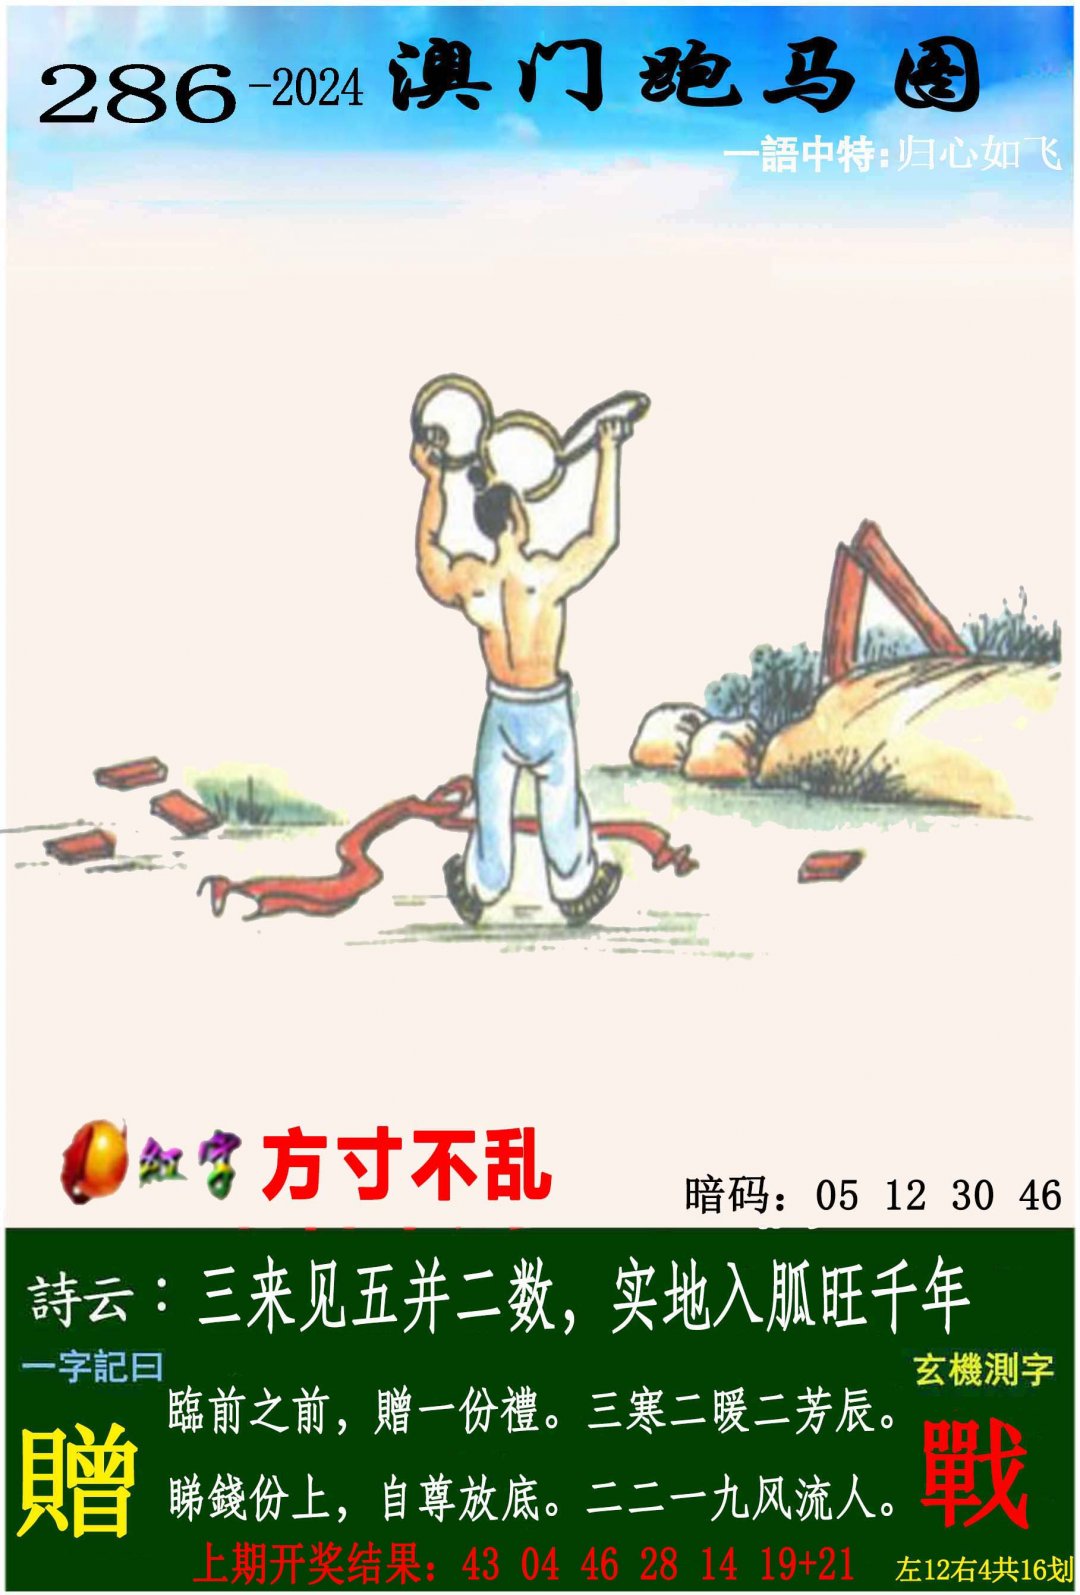 286-2024 澳门跑马图
一語中特:归心如飞
红字 方寸不乱
暗码: 05 12 30 46
詩云：三来见五并二数，实地入胍旺千年
一字記曰
玄機測字
臨前之前，贈一份禮。三寒二暖二芳辰。
贈
戰
睇錢份上，自尊放底。二二一九风流人。
上期开奖结果：43 04 46 28 14 19+21
左12右4共16划